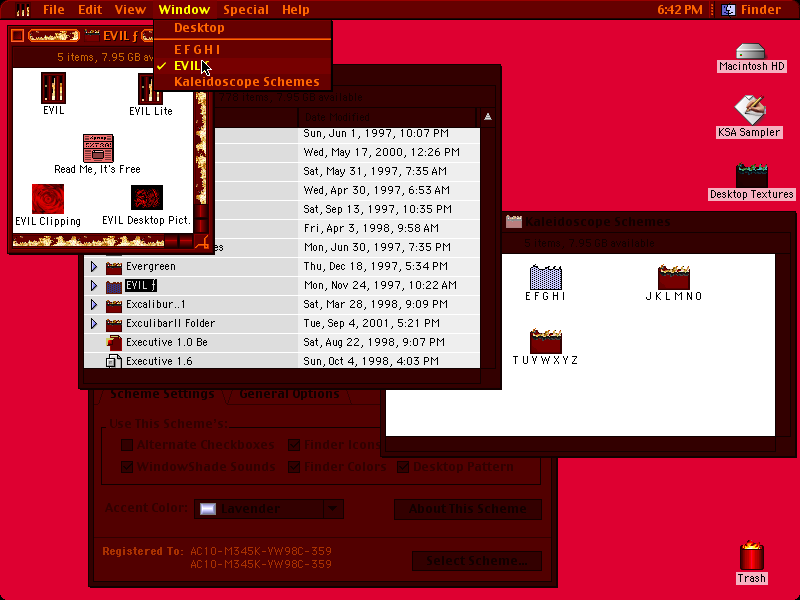 File Edit View Window Special Help 6:42 PM Finder
Desktop
E F G H I
EVIL
Kaleidoscope Schemes
EVIL ƒ
5 items, 7.95 GB av
EVIL
EVIL Lite
Read Me, It's Free
EVIL Clipping
EVIL Desktop Pict.
items, 7.95 GB available
Date Modified
Sun, Jun 1, 1997, 10:07 PM
Wed, May 17, 2000, 12:26 PM
Sat, May 31, 1997, 7:35 AM
Wed, Apr 30, 1997, 6:53 AM
Sat, Sep 13, 1997, 10:35 PM
Fri, Apr 3, 1998, 9:58 AM
es Mon, Jun 30, 1997, 7:35 PM
Evergreen Thu, Dec 18, 1997, 5:34 PM
EVIL ƒ Mon, Nov 24, 1997, 10:22 AM
Excalibur..1 Sat, Mar 28, 1998, 9:09 PM
ExculibarII Folder Tue, Sep 4, 2001, 5:21 PM
Executive 1.0 Be Sat, Aug 22, 1998, 9:07 PM
Executive 1.6 Sun, Oct 4, 1998, 4:03 PM
Kaleidoscope Schemes
5 items, 7.95 GB available
E F G H I
J K L M N O
T U V W X Y Z
Scheme Settings General Options
Use This Scheme's:
Alternate Checkboxes Finder Icons
WindowShade Sounds Finder Colors Desktop Pattern
Accent Color: Lavender About This Scheme
Registered To: AC10-M345K-YW98C-359
AC10-M345K-YW98C-359
Select Scheme...
Macintosh HD
KSA Sampler
Desktop Textures
Trash